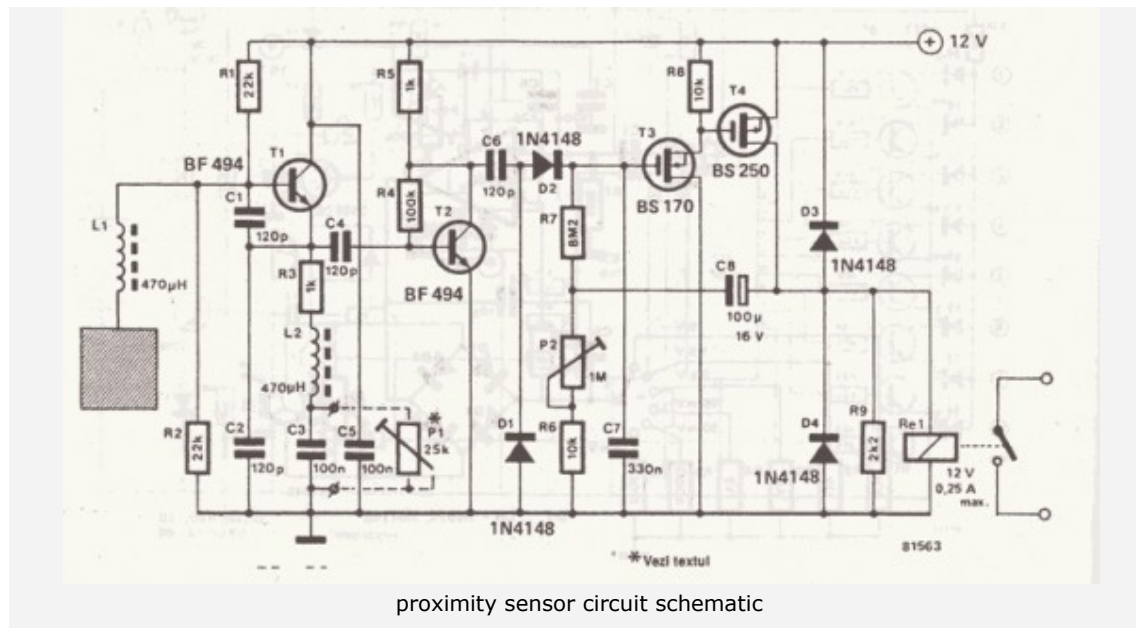 12 V
R1
22k
R5
1k
R8
10k
T4
T1
BF 494
C6
120p
1N4148
D2
T3
BS 250
BS 170
L1
470µH
C1
120p
C4
120p
R4
100k
T2
BF 494
R7
8M2
D3
1N4148
R3
1k
C8
100µ
16 V
L2
470µH
P2
1M
R2
22k
C2
120p
C3
100n
C5
100n
P1*
25k
D1
R6
10k
C7
330n
D4
1N4148
R9
2k2
Re1
12 V
0,25 A
max.
1N4148
81563
* Vezi textul
proximity sensor circuit schematic